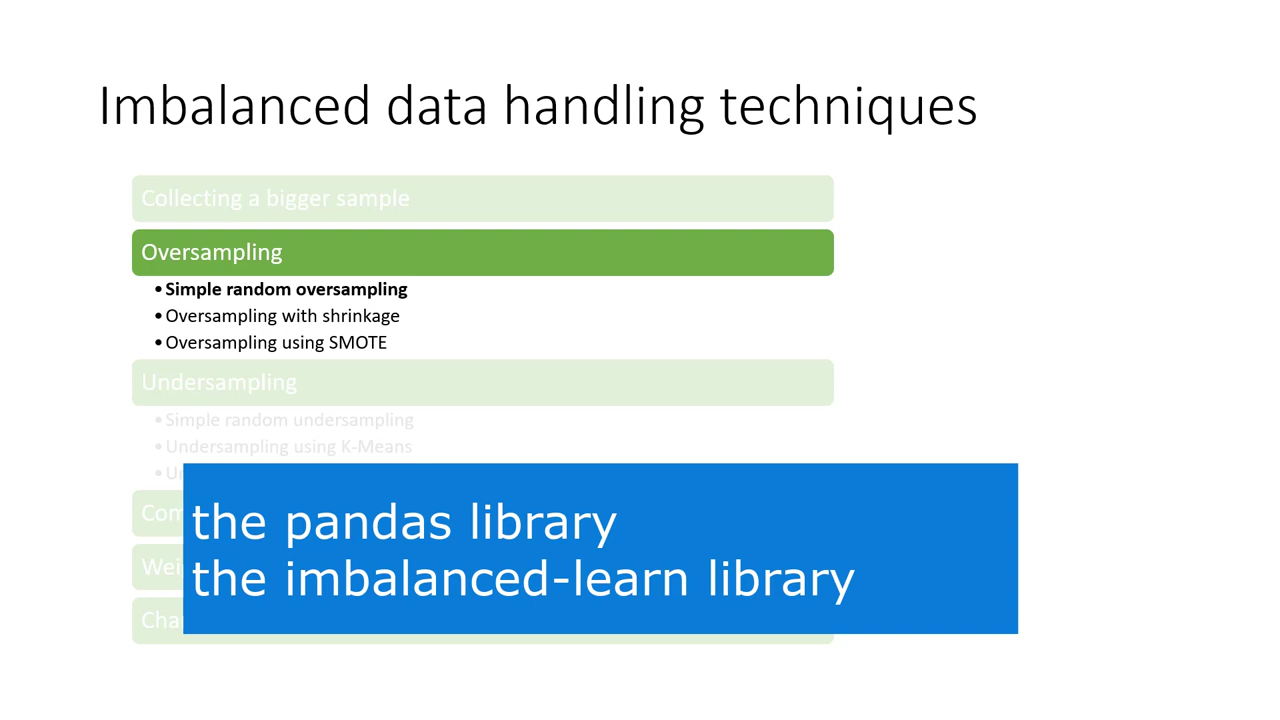 Imbalanced data handling techniques
Collecting a bigger sample
Oversampling
• Simple random oversampling
• Oversampling with shrinkage
• Oversampling using SMOTE
Undersampling
• Simple random undersampling
• Undersampling using K-Means
the pandas library
the imbalanced-learn library